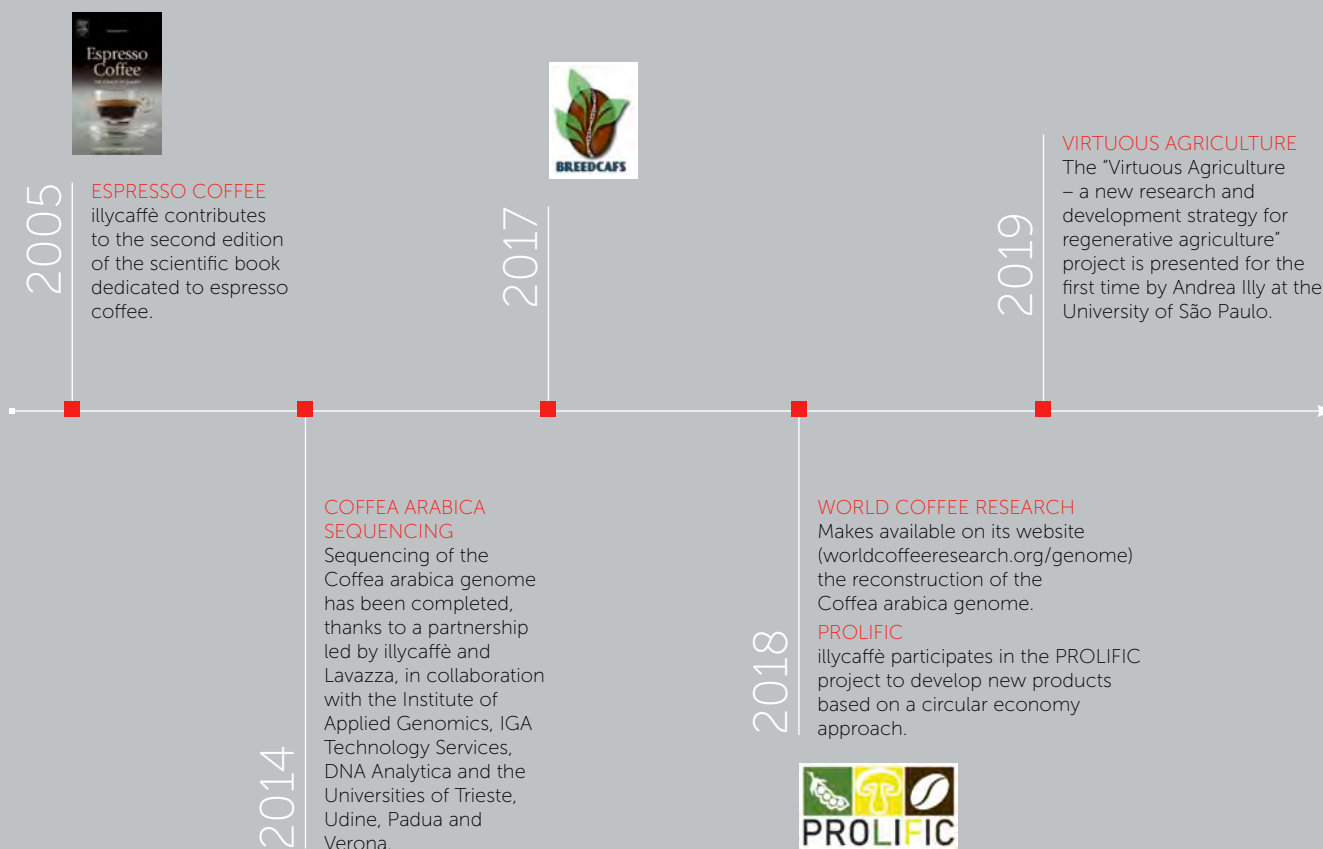 Espresso
Coffee
2005
ESPRESSO COFFEE
illycaffè contributes
to the second edition
of the scientific book
dedicated to espresso
coffee.
2014
COFFEA ARABICA
SEQUENCING
Sequencing of the
Coffea arabica genome
has been completed,
thanks to a partnership
led by illycaffè and
Lavazza, in collaboration
with the Institute of
Applied Genomics, IGA
Technology Services,
DNA Analytica and the
Universities of Trieste,
Udine, Padua and
Verona.
BREEDCAFS
2017
2018
WORLD COFFEE RESEARCH
Makes available on its website
(worldcoffeeresearch.org/genome)
the reconstruction of the
Coffea arabica genome.
PROLIFIC
illycaffè participates in the PROLIFIC
project to develop new products
based on a circular economy
approach.
PROLIFIC
2019
VIRTUOUS AGRICULTURE
The “Virtuous Agriculture
– a new research and
development strategy for
regenerative agriculture”
project is presented for the
first time by Andrea Illy at the
University of São Paulo.